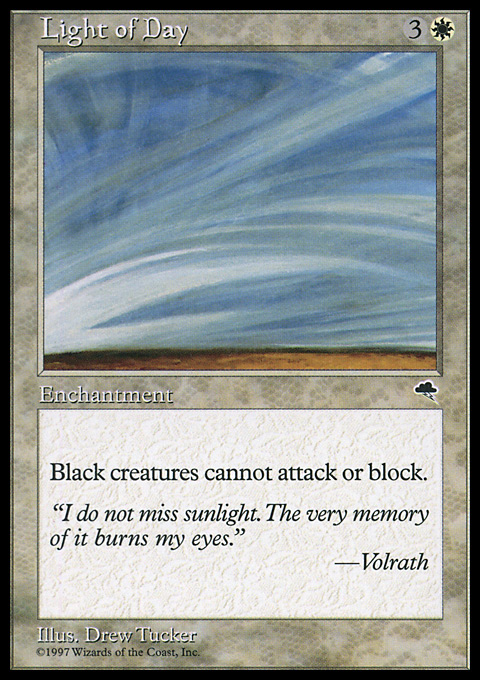 Light of Day 3
Enchantment
Black creatures cannot attack or block.
“I do not miss sunlight. The very memory
of it burns my eyes.”
—Volrath
Illus. Drew Tucker
©1997 Wizards of the Coast, Inc.